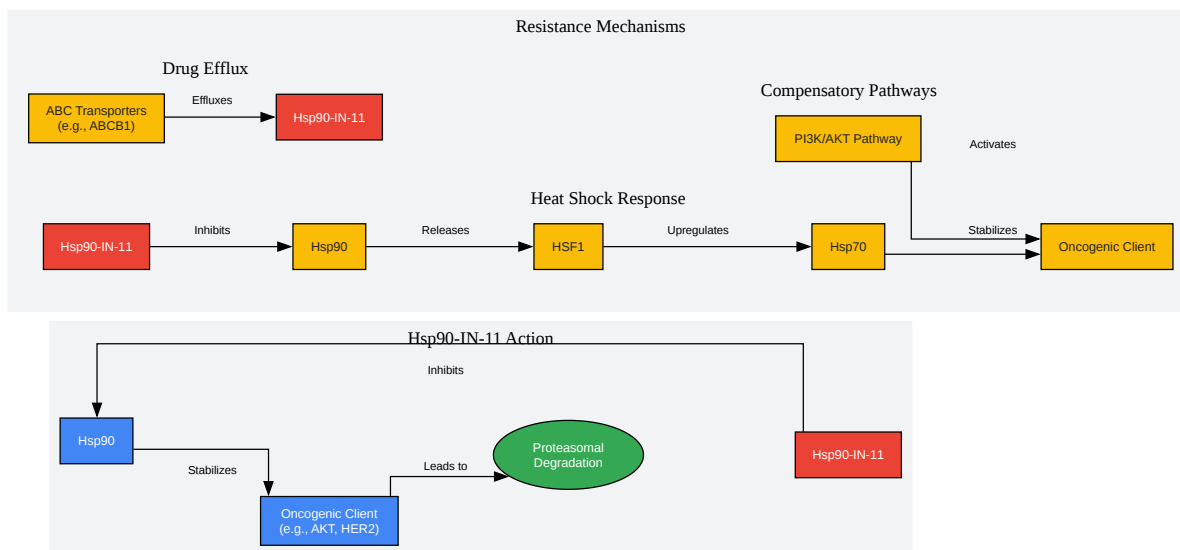 Resistance Mechanisms
Drug Efflux
ABC Transporters
(e.g., ABCB1)
Effluxes
Hsp90-IN-11
Compensatory Pathways
PI3K/AKT Pathway
Activates
Heat Shock Response
Hsp90-IN-11
Inhibits
Hsp90
Releases
HSF1
Upregulates
Hsp70
Stabilizes
Oncogenic Client
Hsp90-IN-11 Action
Inhibits
Hsp90
Stabilizes
Oncogenic Client
(e.g., AKT, HER2)
Leads to
Proteasomal
Degradation
Hsp90-IN-11